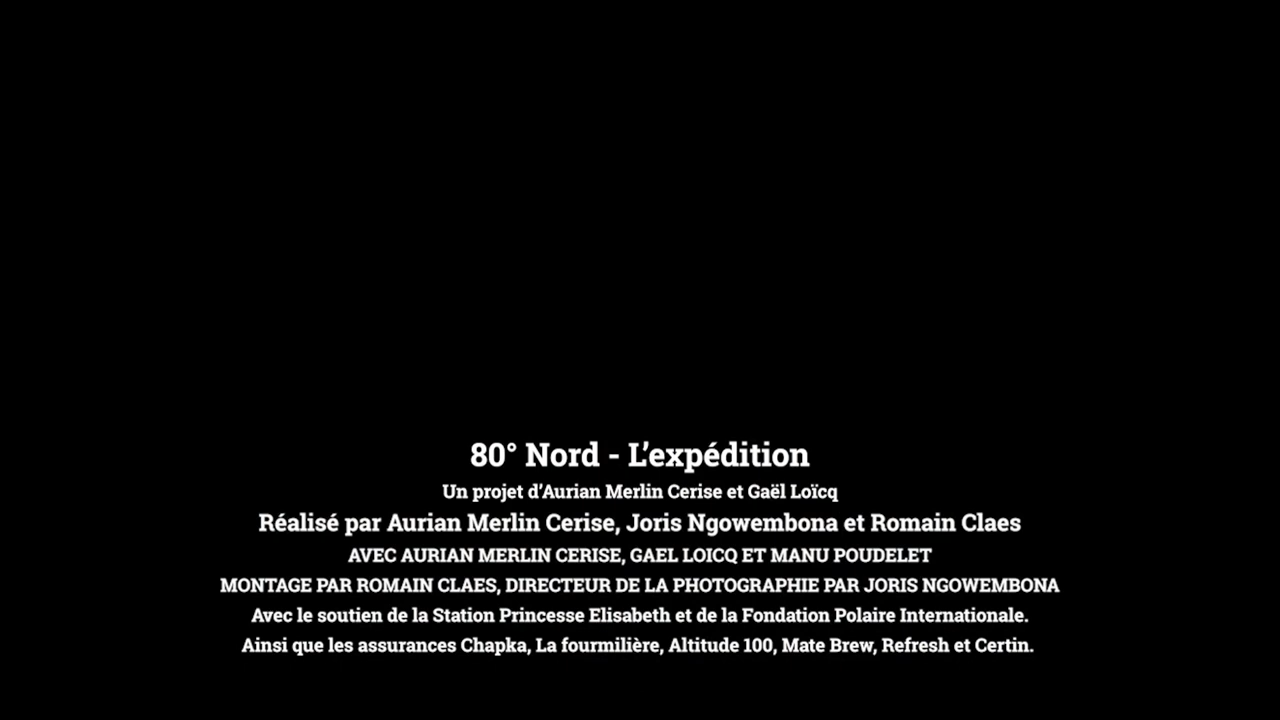 80° Nord - L’expédition
Un projet d’Aurian Merlin Cerise et Gaël Loïcq
Réalisé par Aurian Merlin Cerise, Joris Ngowembona et Romain Claes
AVEC AURIAN MERLIN CERISE, GAEL LOICQ ET MANU POUDELET
MONTAGE PAR ROMAIN CLAES, DIRECTEUR DE LA PHOTOGRAPHIE PAR JORIS NGOWEMBONA
Avec le soutien de la Station Princesse Elisabeth et de la Fondation Polaire Internationale.
Ainsi que les assurances Chapka, La fourmilière, Altitude 100, Mate Brew, Refresh et Certin.